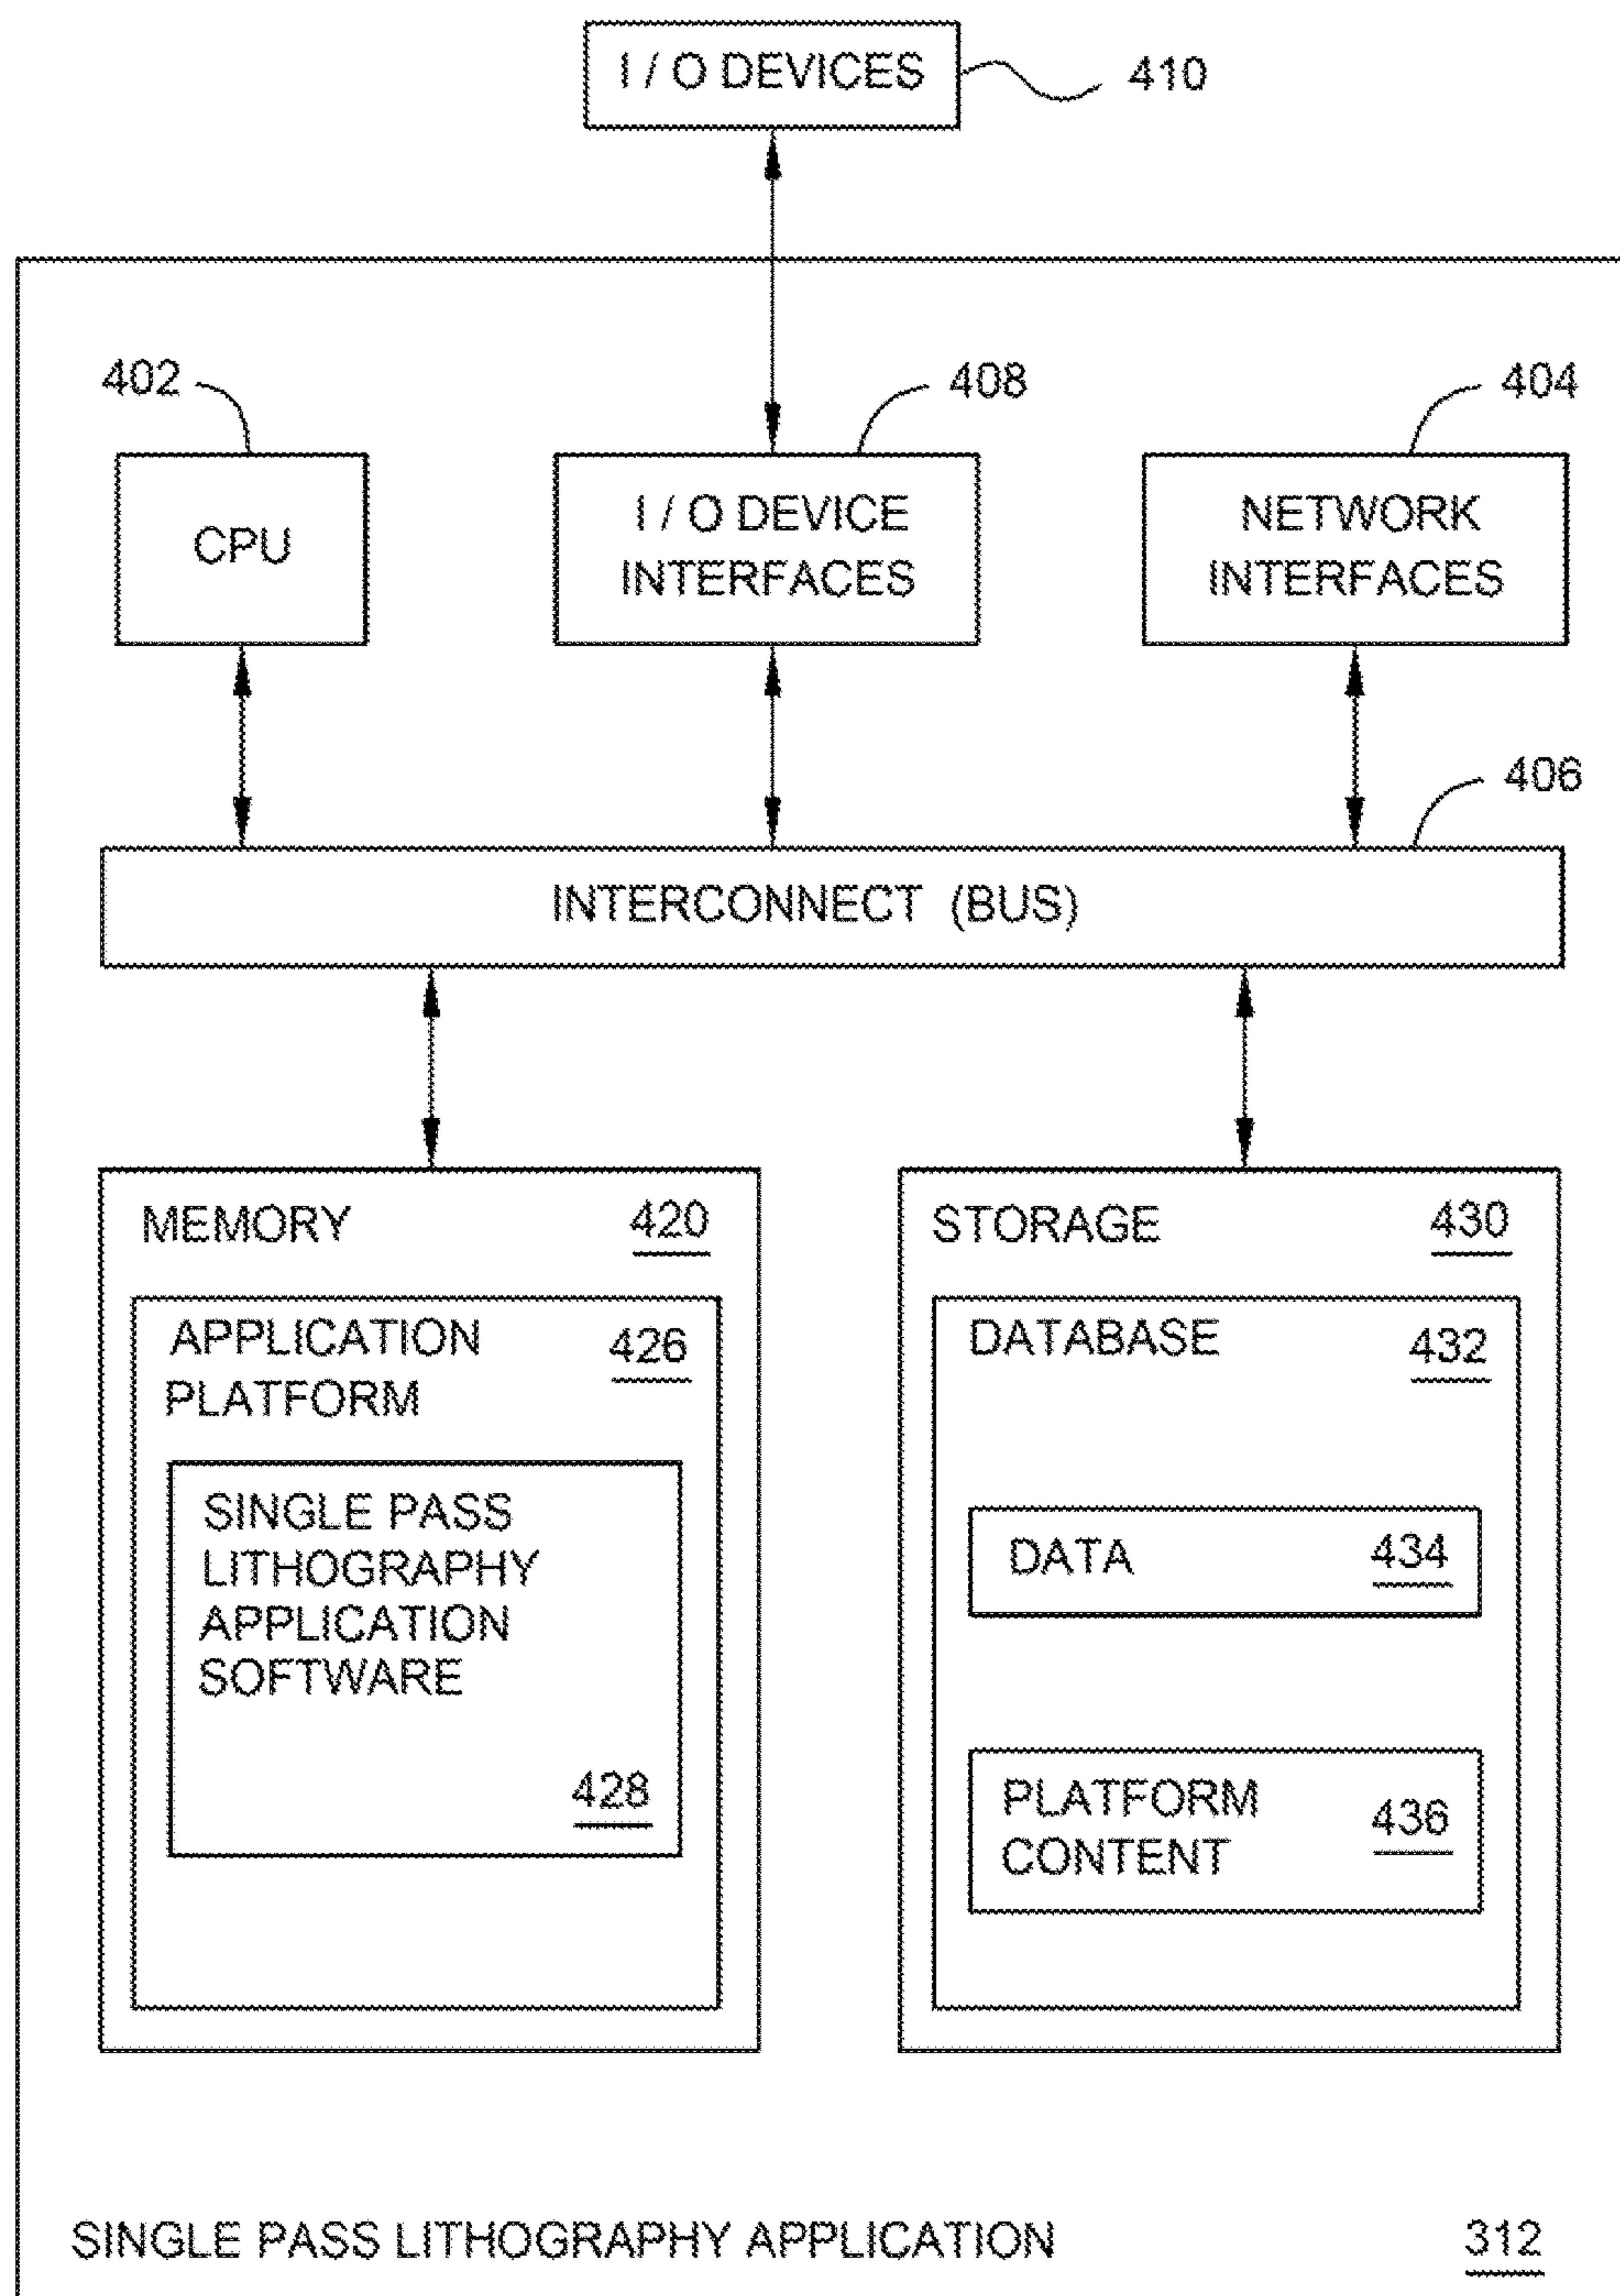 I / O DEVICES
410
402
408
404
CPU
I / O DEVICE
INTERFACES
NETWORK
INTERFACES
406
INTERCONNECT (BUS)
MEMORY 420
APPLICATION 426
PLATFORM
SINGLE PASS
LITHOGRAPHY
APPLICATION
SOFTWARE
428
STORAGE 430
DATABASE 432
DATA 434
PLATFORM 436
CONTENT
SINGLE PASS LITHOGRAPHY APPLICATION 312